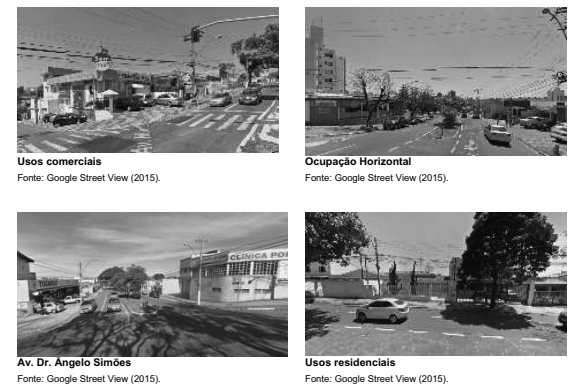 Usos comerciais
Fonte: Google Street View (2015).
Ocupação Horizontal
Fonte: Google Street View (2015).
CLINICA
Av. Dr. Ângelo Simões
Fonte: Google Street View (2015).
Usos residenciais
Fonte: Google Street View (2015).